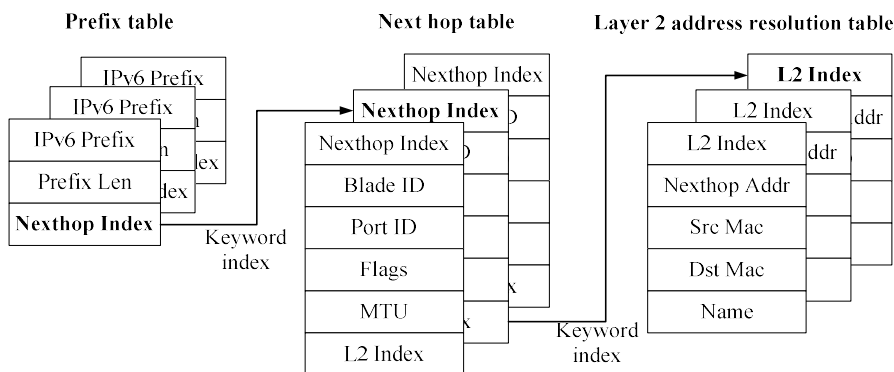 Prefix table
Next hop table
Layer 2 address resolution table
IPv6 Prefix
IPv6 Prefix
IPv6 Prefix
Prefix Len
Nexthop Index
Keyword
index
Nexthop Index
Nexthop Index
Nexthop Index
Blade ID
Port ID
Flags
MTU
L2 Index
Keyword
index
L2 Index
L2 Index
L2 Index
Nexthop Addr
Src Mac
Dst Mac
Name